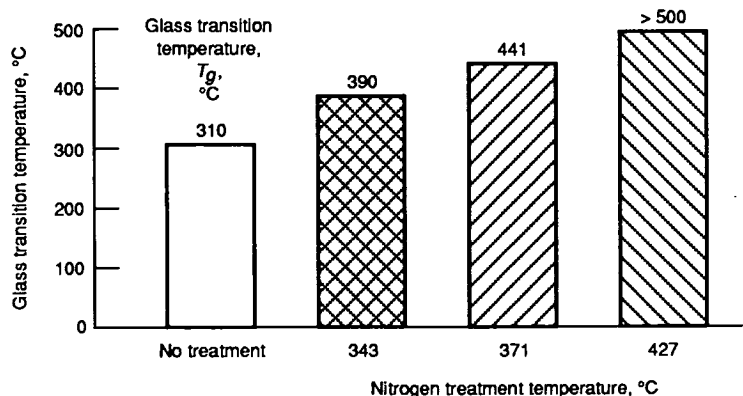 Glass transition temperature, °C
500
400
300
200
100
0
Glass transition
temperature,
Tg,
°C
310
390
441
> 500
No treatment
343
371
427
Nitrogen treatment temperature, °C